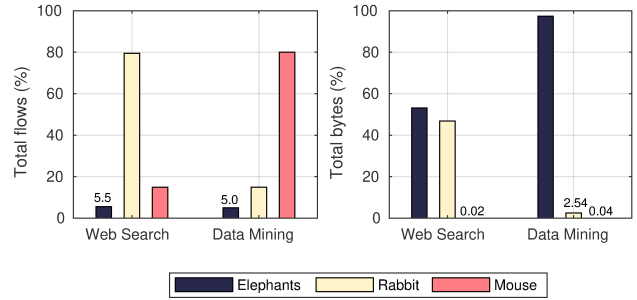 Total flows (%)
100
80
60
40
20
0
5.5
5.0
Web Search
Data Mining
Total bytes (%)
100
80
60
40
20
0
0.02
2.54
0.04
Web Search
Data Mining
Elephants
Rabbit
Mouse